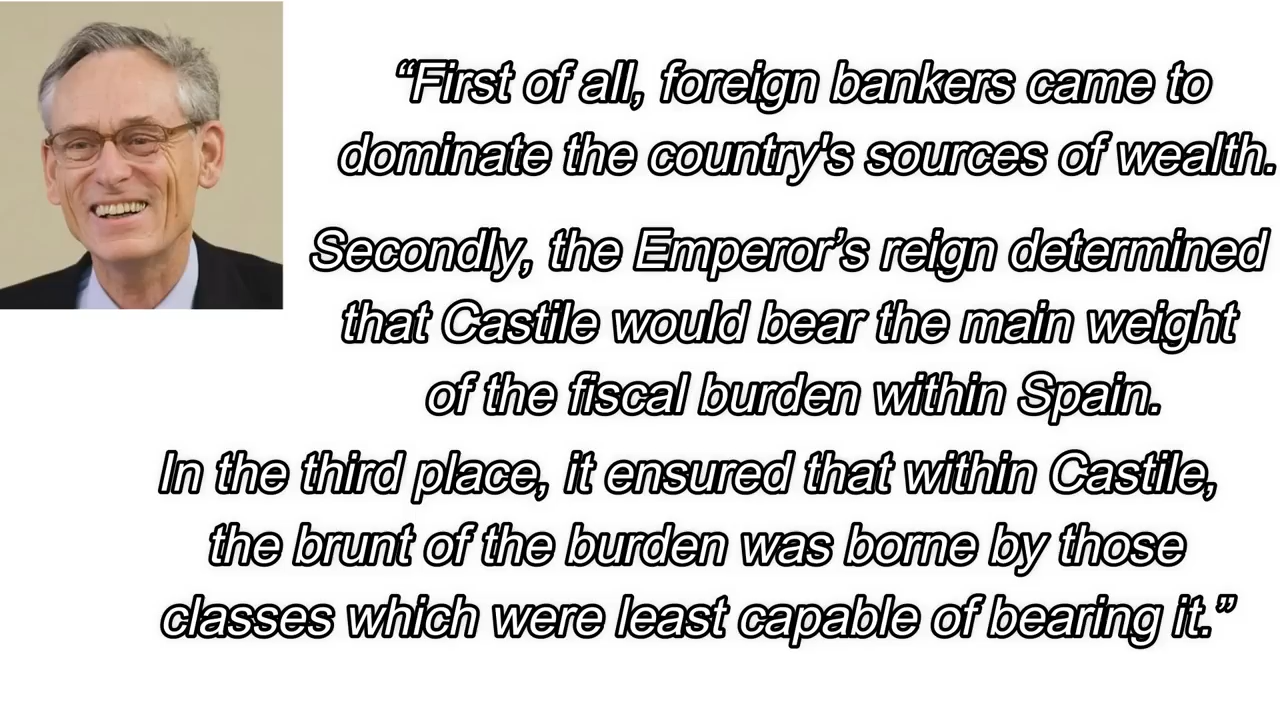 “First of all, foreign bankers came to
dominate the country's sources of wealth.
Secondly, the Emperor’s reign determined
that Castile would bear the main weight
of the fiscal burden within Spain.
In the third place, it ensured that within Castile,
the brunt of the burden was borne by those
classes which were least capable of bearing it.”